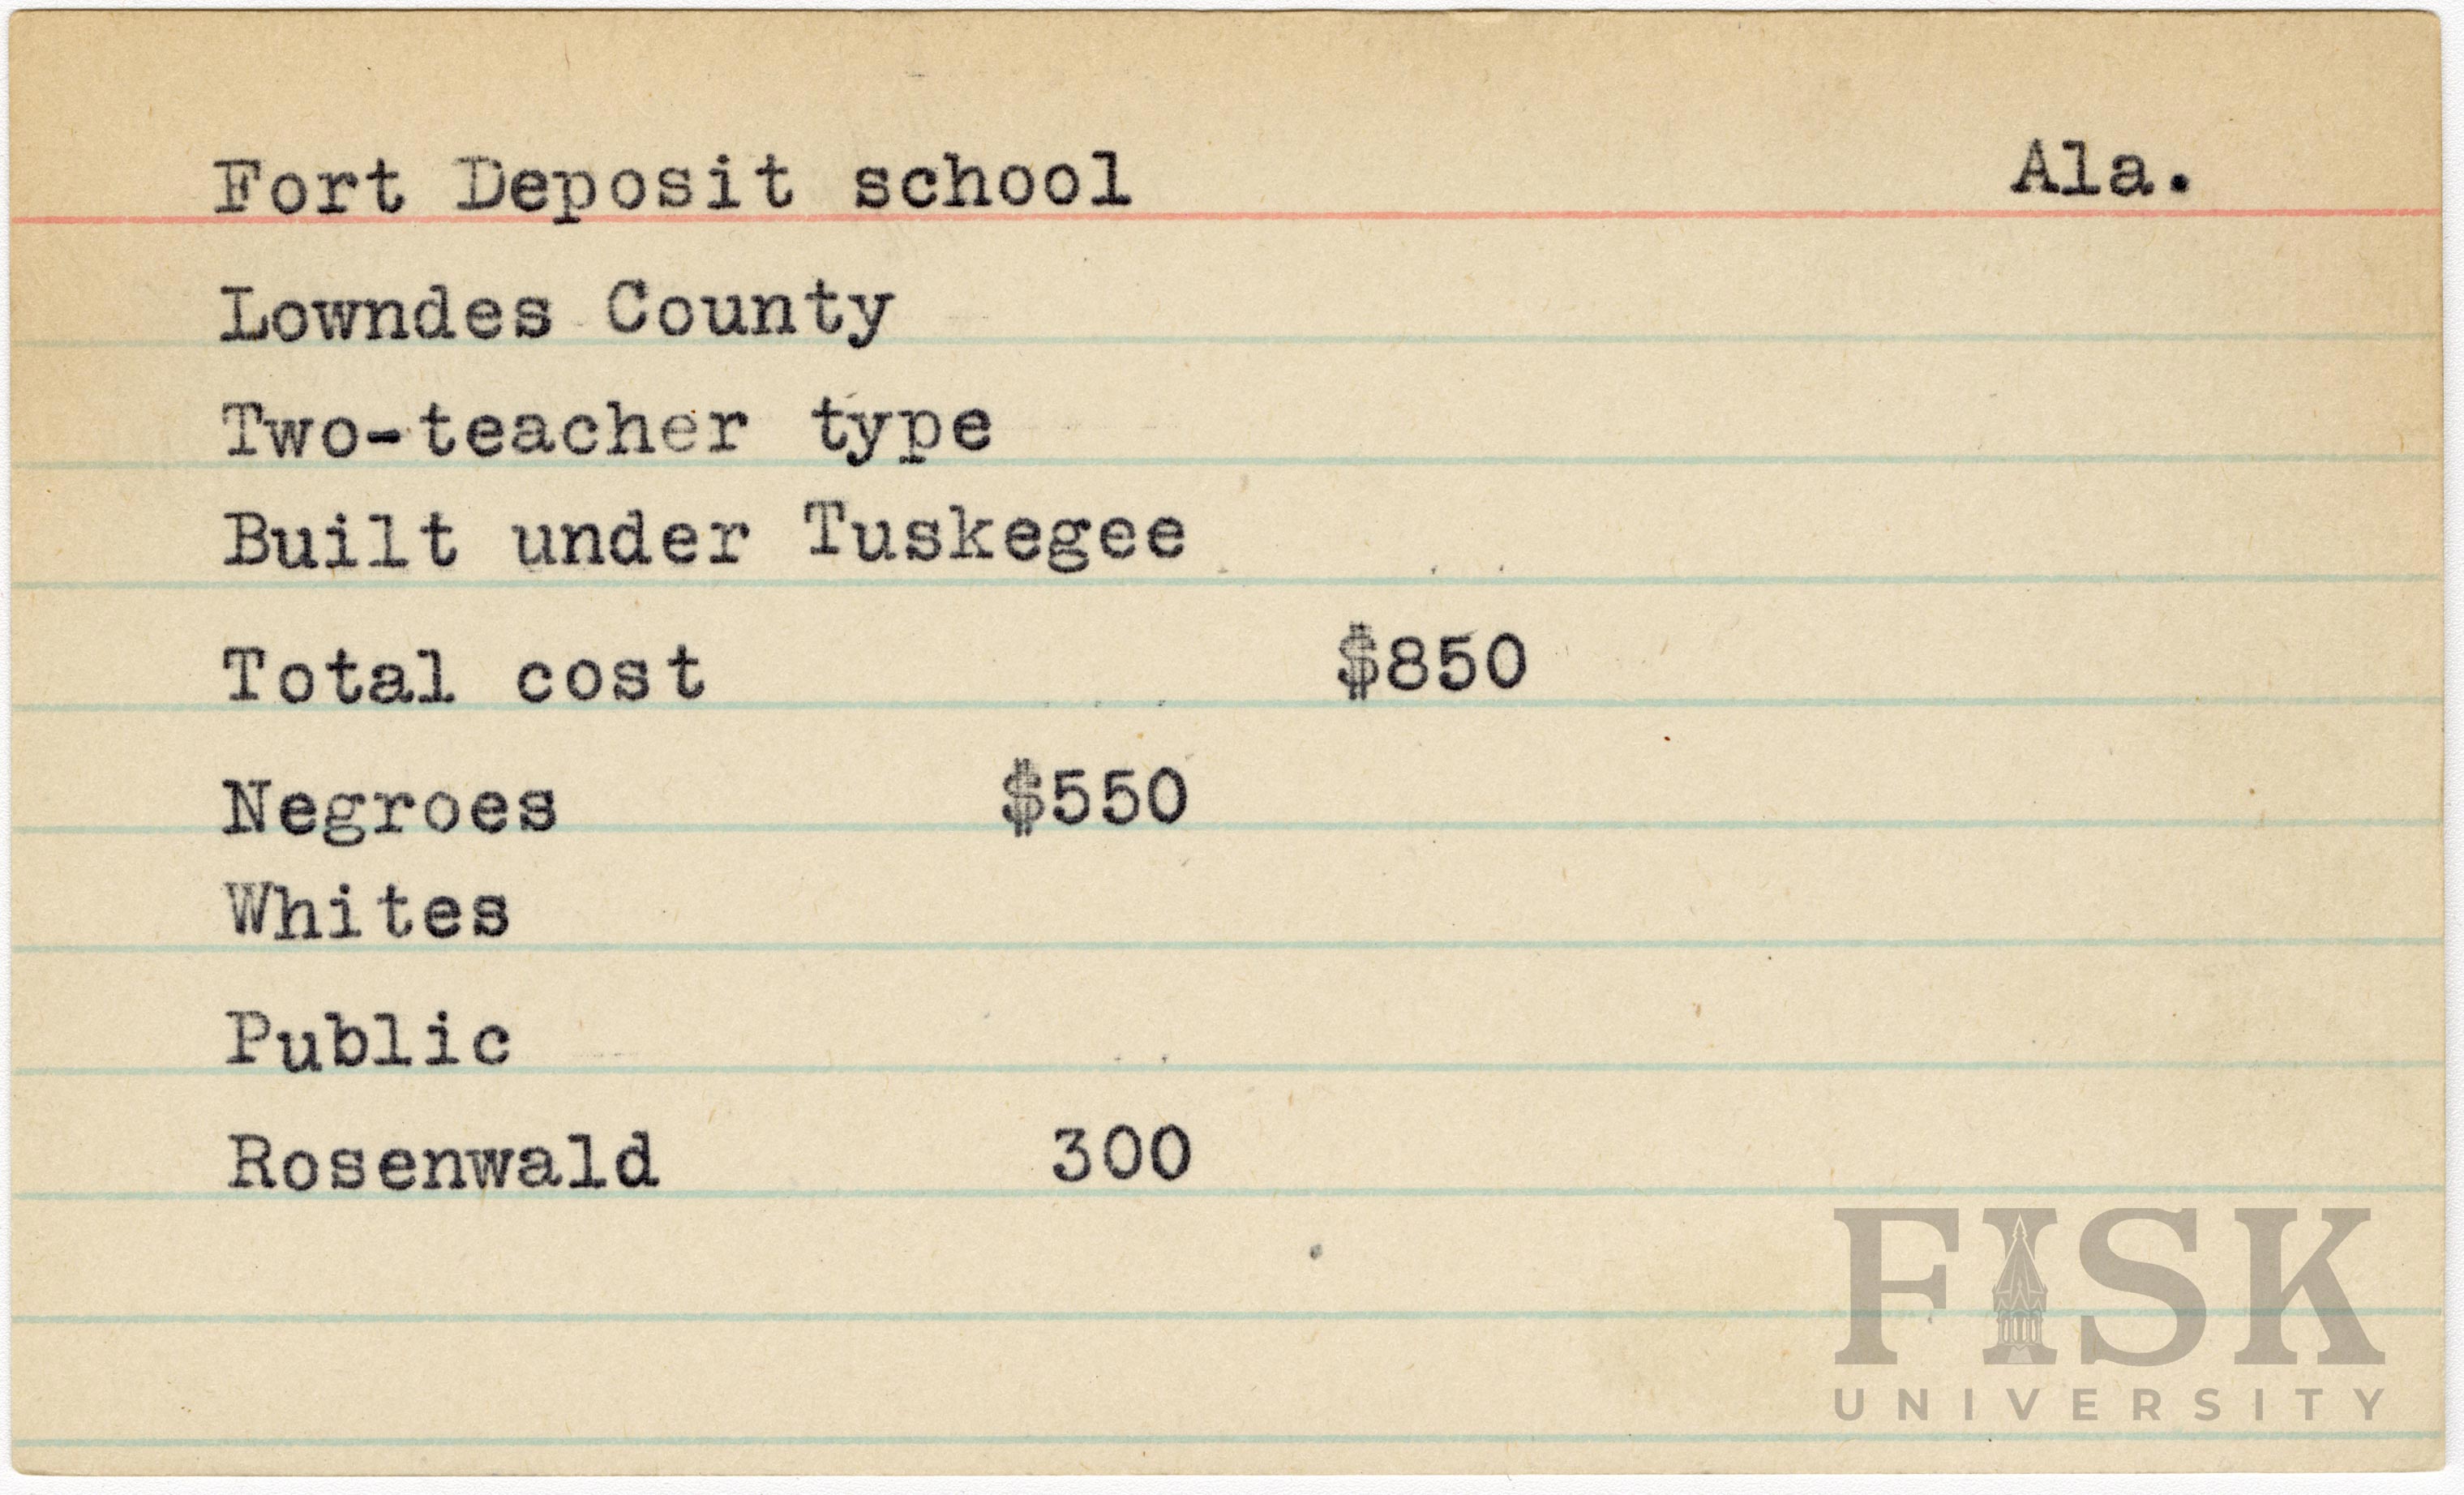 Fort Deposit school Ala.
Lowndes County
Two-teacher type
Built under Tuskegee
Total cost $850
Negroes $550
Whites
Public
Rosenwald 300
FISK
UNIVERSITY